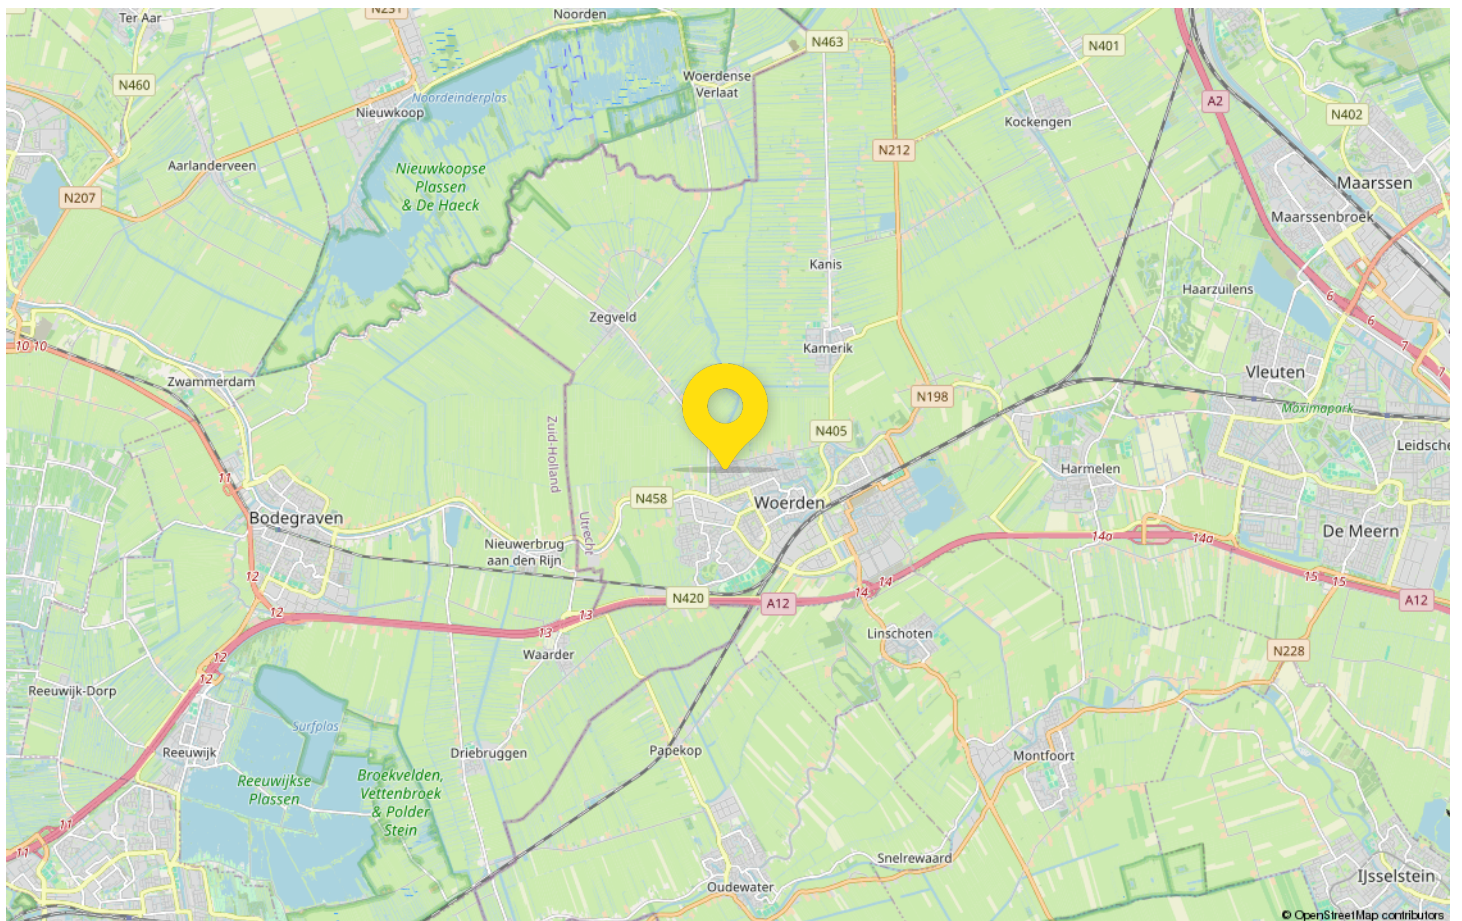 Ter Aar
N231
Noorden
N463
N401
N460
Woerdense
Verlaat
Noordeinderplas
A2
Nieuwkoop
N402
Kockengen
N212
Aarlanderveen
Nieuwkoopse
Plassen
& De Haeck
Maarssen
N207
Maarssenbroek
Kanis
Haarzuilens
6
Zegveld
6
10 10
Kamerik
7
Zwammerdam
Vleuten
7
N198
Maximapark
Zuid-Holland
N405
Leidsche
Harmelen
11
N458
Woerden
Bodegraven
Utrecht
De Meern
Nieuwerbrug
aan den Rijn
14a
14a
12
14
15
15
14
N420
A12
A12
12
13
13
Linschoten
Waarder
N228
12
12
Reeuwijk-Dorp
Surfplas
Reeuwijk
Driebruggen
Papekop
Montfoort
Reeuwijkse
Plassen
Broekvelden,
Vettenbroek
& Polder
Stein
11
11
Snelrewaard
Oudewater
IJsselstein
© OpenStreetMap contributors